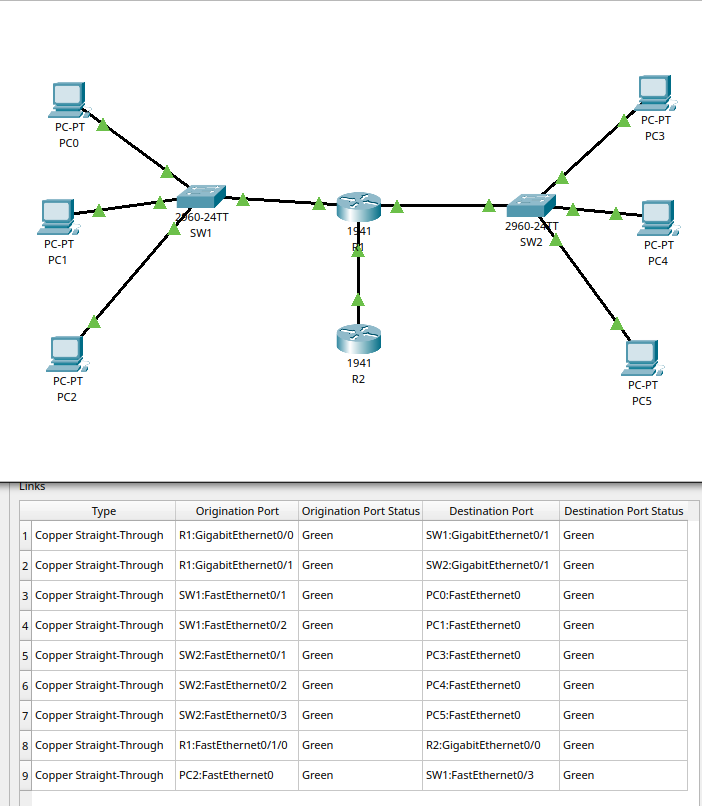 PC-PT
PC0
PC-PT
PC3
PC-PT
PC1
2960-24TT
SW1
1941
R1
2960-24TT
SW2
PC-PT
PC4
PC-PT
PC2
1941
R2
PC-PT
PC5
Links
Type Origination Port Origination Port Status Destination Port Destination Port Status
1 Copper Straight-Through R1:GigabitEthernet0/0 Green SW1:GigabitEthernet0/1 Green
2 Copper Straight-Through R1:GigabitEthernet0/1 Green SW2:GigabitEthernet0/1 Green
3 Copper Straight-Through SW1:FastEthernet0/1 Green PC0:FastEthernet0 Green
4 Copper Straight-Through SW1:FastEthernet0/2 Green PC1:FastEthernet0 Green
5 Copper Straight-Through SW2:FastEthernet0/1 Green PC3:FastEthernet0 Green
6 Copper Straight-Through SW2:FastEthernet0/2 Green PC4:FastEthernet0 Green
7 Copper Straight-Through SW2:FastEthernet0/3 Green PC5:FastEthernet0 Green
8 Copper Straight-Through R1:FastEthernet0/1/0 Green R2:GigabitEthernet0/0 Green
9 Copper Straight-Through PC2:FastEthernet0 Green SW1:FastEthernet0/3 Green